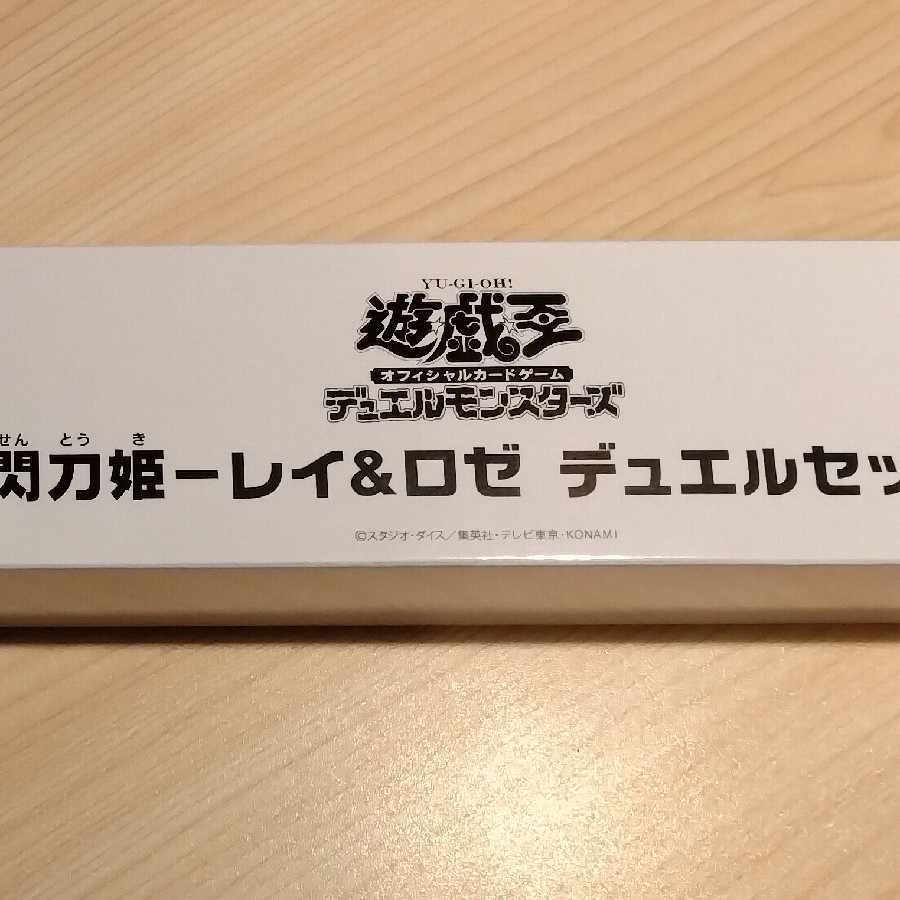 YU-GI-OH!
遊戯王
オフィシャルカードゲーム
デュエルモンスターズ
せん とう き
閃刀姫－レイ&ロゼ デュエルセッ
©スタジオ・ダイス／集英社・テレビ東京・KONAMI